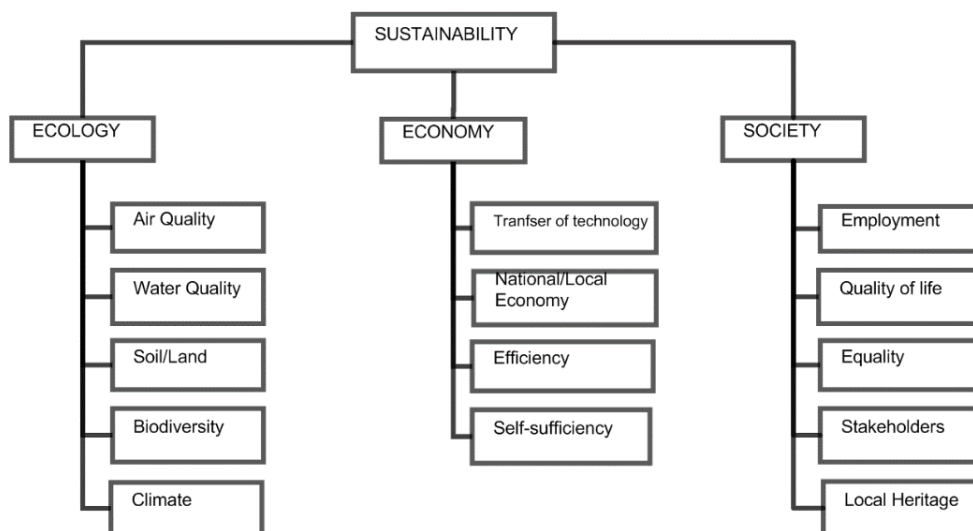 SUSTAINABILITY
ECOLOGY
Air Quality
Water Quality
Soil/Land
Biodiversity
Climate
ECONOMY
Tranfser of technology
National/Local
Economy
Efficiency
Self-sufficiency
SOCIETY
Employment
Quality of life
Equality
Stakeholders
Local Heritage